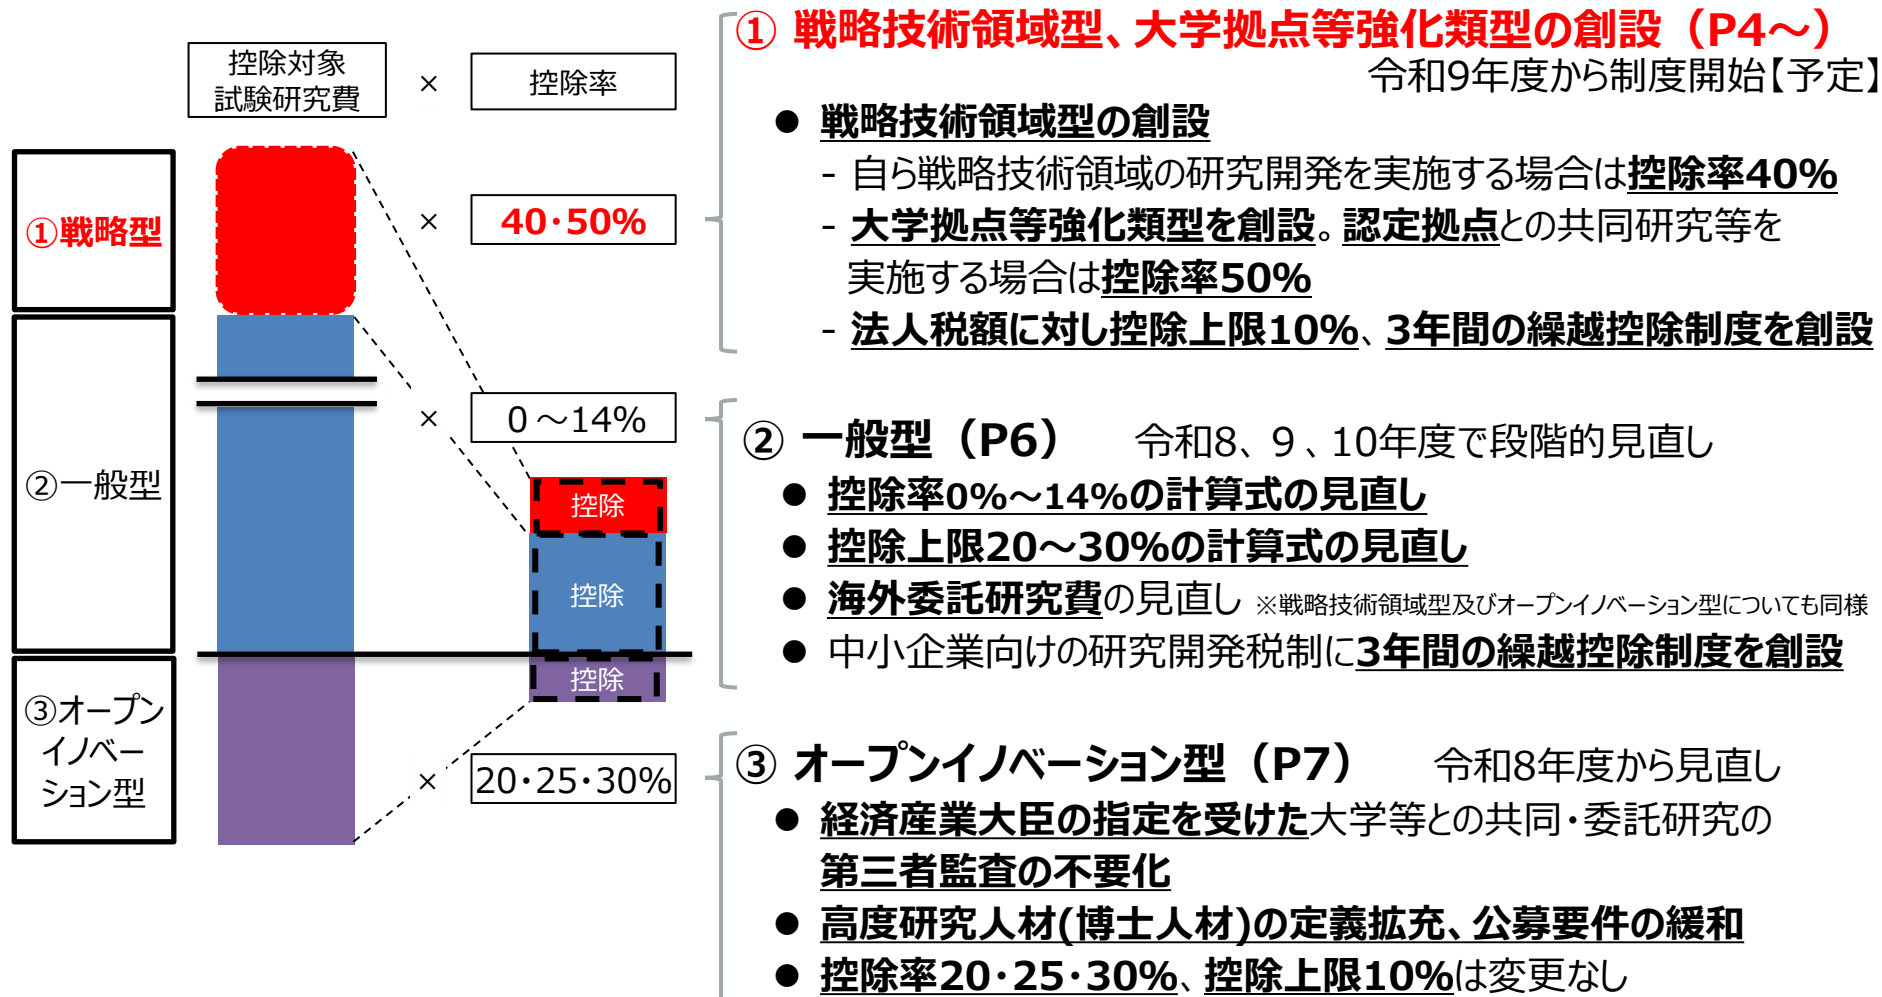 控除対象
試験研究費
×
控除率
①戦略型
×
40・50%
②一般型
×
0～14%
控除
控除
控除
③オープン
イノベー
ション型
×
20・25・30%
① 戦略技術領域型、大学拠点等強化類型の創設（P4～）
令和9年度から制度開始【予定】
● 戦略技術領域型の創設
- 自ら戦略技術領域の研究開発を実施する場合は控除率40%
- 大学拠点等強化類型を創設。認定拠点との共同研究等を
実施する場合は控除率50%
- 法人税額に対し控除上限10%、3年間の繰越控除制度を創設
② 一般型（P6） 令和8、９、10年度で段階的見直し
● 控除率0%～14%の計算式の見直し
● 控除上限20～30%の計算式の見直し
● 海外委託研究費の見直し ※戦略技術領域型及びオープンイノベーション型についても同様
● 中小企業向けの研究開発税制に3年間の繰越控除制度を創設
③ オープンイノベーション型（P7） 令和8年度から見直し
● 経済産業大臣の指定を受けた大学等との共同・委託研究の
第三者監査の不要化
● 高度研究人材(博士人材)の定義拡充、公募要件の緩和
● 控除率20・25・30%、控除上限10%は変更なし